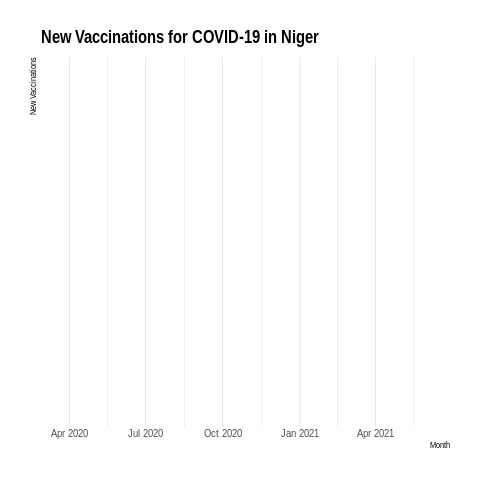 New Vaccinations for COVID-19 in Niger
New Vaccinations
Apr 2020
Jul 2020
Oct 2020
Jan 2021
Apr 2021
Month